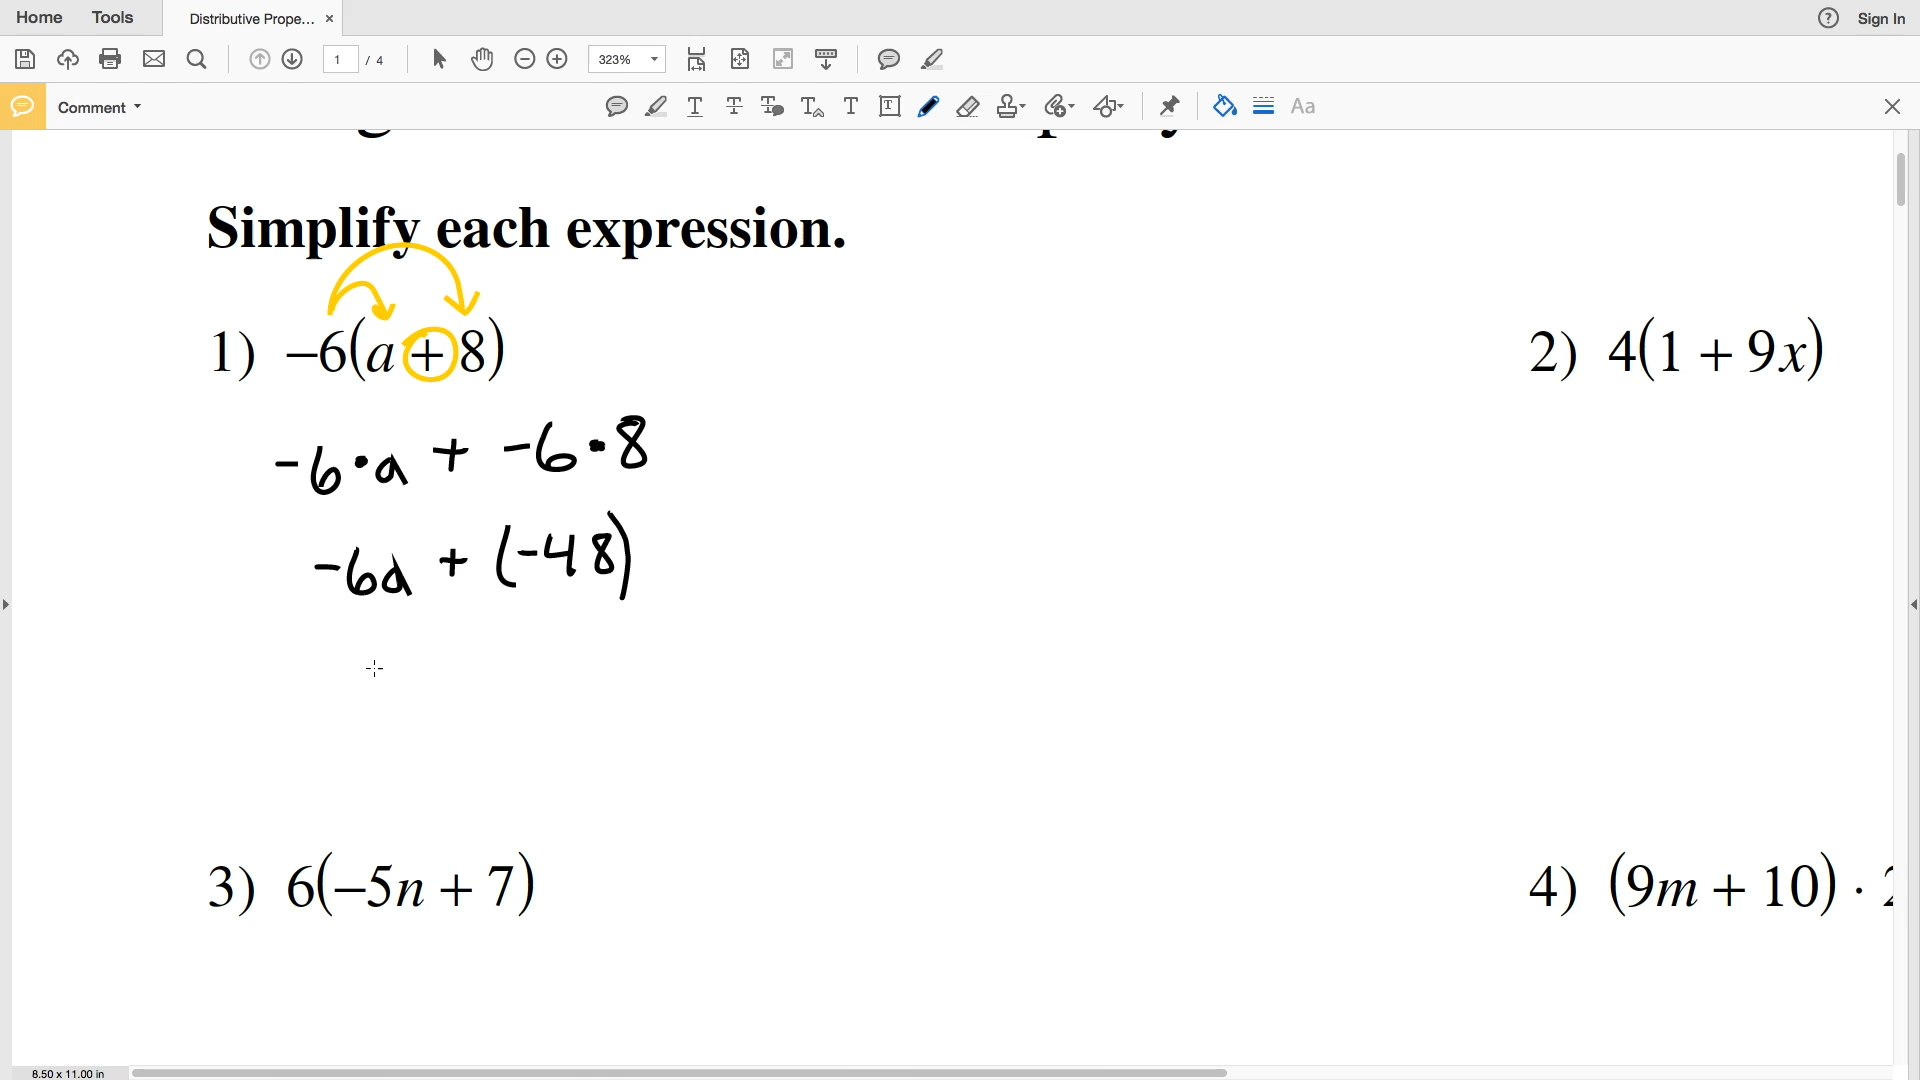 Home Tools Distributive Prope... × ? Sign In
1 / 4 323%
Comment T T T T T T Aa
Simplify each expression.
1) −6(a + 8)
2) 4(1 + 9x)
-6•a + -6•8
-6a + (-48)
3) 6(−5n + 7)
4) (9m + 10) ·
8.50 x 11.00 in